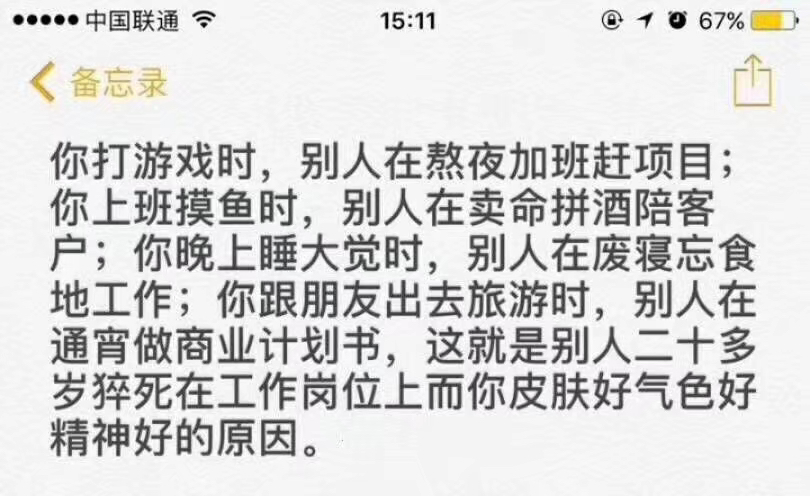 中国联通 15:11 67%
备忘录
你打游戏时，别人在熬夜加班赶项目；
你上班摸鱼时，别人在卖命拼酒陪客
户；你晚上睡大觉时，别人在废寝忘食
地工作；你跟朋友出去旅游时，别人在
通宵做商业计划书，这就是别人二十多
岁猝死在工作岗位上而你皮肤好气色好
精神好的原因。